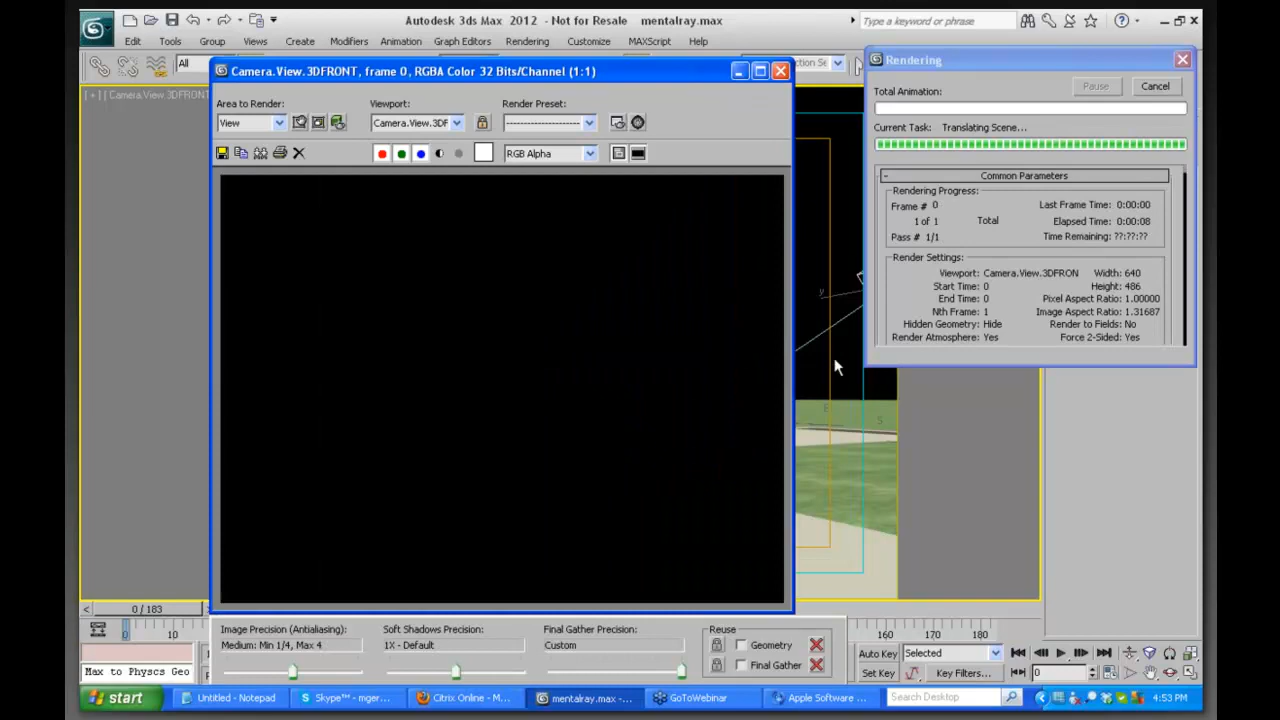 Autodesk 3ds Max 2012 - Not for Resale mentalray.max
Type a keyword or phrase
Edit Tools Group Views Create Modifiers Animation Graph Editors Rendering Customize MAXScript Help
All
ction Se
[ + ] [ Camera.View.3DFRONT
Camera.View.3DFRONT, frame 0, RGBA Color 32 Bits/Channel (1:1)
Area to Render:
View
Viewport:
Camera.View.3DF
Render Preset:
--------------------
RGB Alpha
Rendering
Total Animation:
Pause
Cancel
Current Task: Translating Scene...
- Common Parameters
Rendering Progress:
Frame # 0
Last Frame Time: 0:00:00
1 of 1 Total
Elapsed Time: 0:00:08
Pass # 1/1
Time Remaining: ??:??:??
Render Settings:
Viewport: Camera.View.3DFRON Width: 640
Start Time: 0 Height: 486
End Time: 0 Pixel Aspect Ratio: 1.00000
Nth Frame: 1 Image Aspect Ratio: 1.31687
Hidden Geometry: Hide Render to Fields: No
Render Atmosphere: Yes Force 2-Sided: Yes
y
S
< 0 / 183
0 10
160 170 180
Image Precision (Antialiasing):
Medium: Min 1/4, Max 4
Soft Shadows Precision:
1X - Default
Final Gather Precision:
Custom
Reuse
Geometry
Final Gather
Auto Key Selected
Set Key Key Filters...
0
Max to Physcs Geo
start
Untitled - Notepad
Skype™ - mger...
Citrix Online - M...
mentalray.max -...
GoToWebinar
Apple Software ...
Search Desktop
4:53 PM